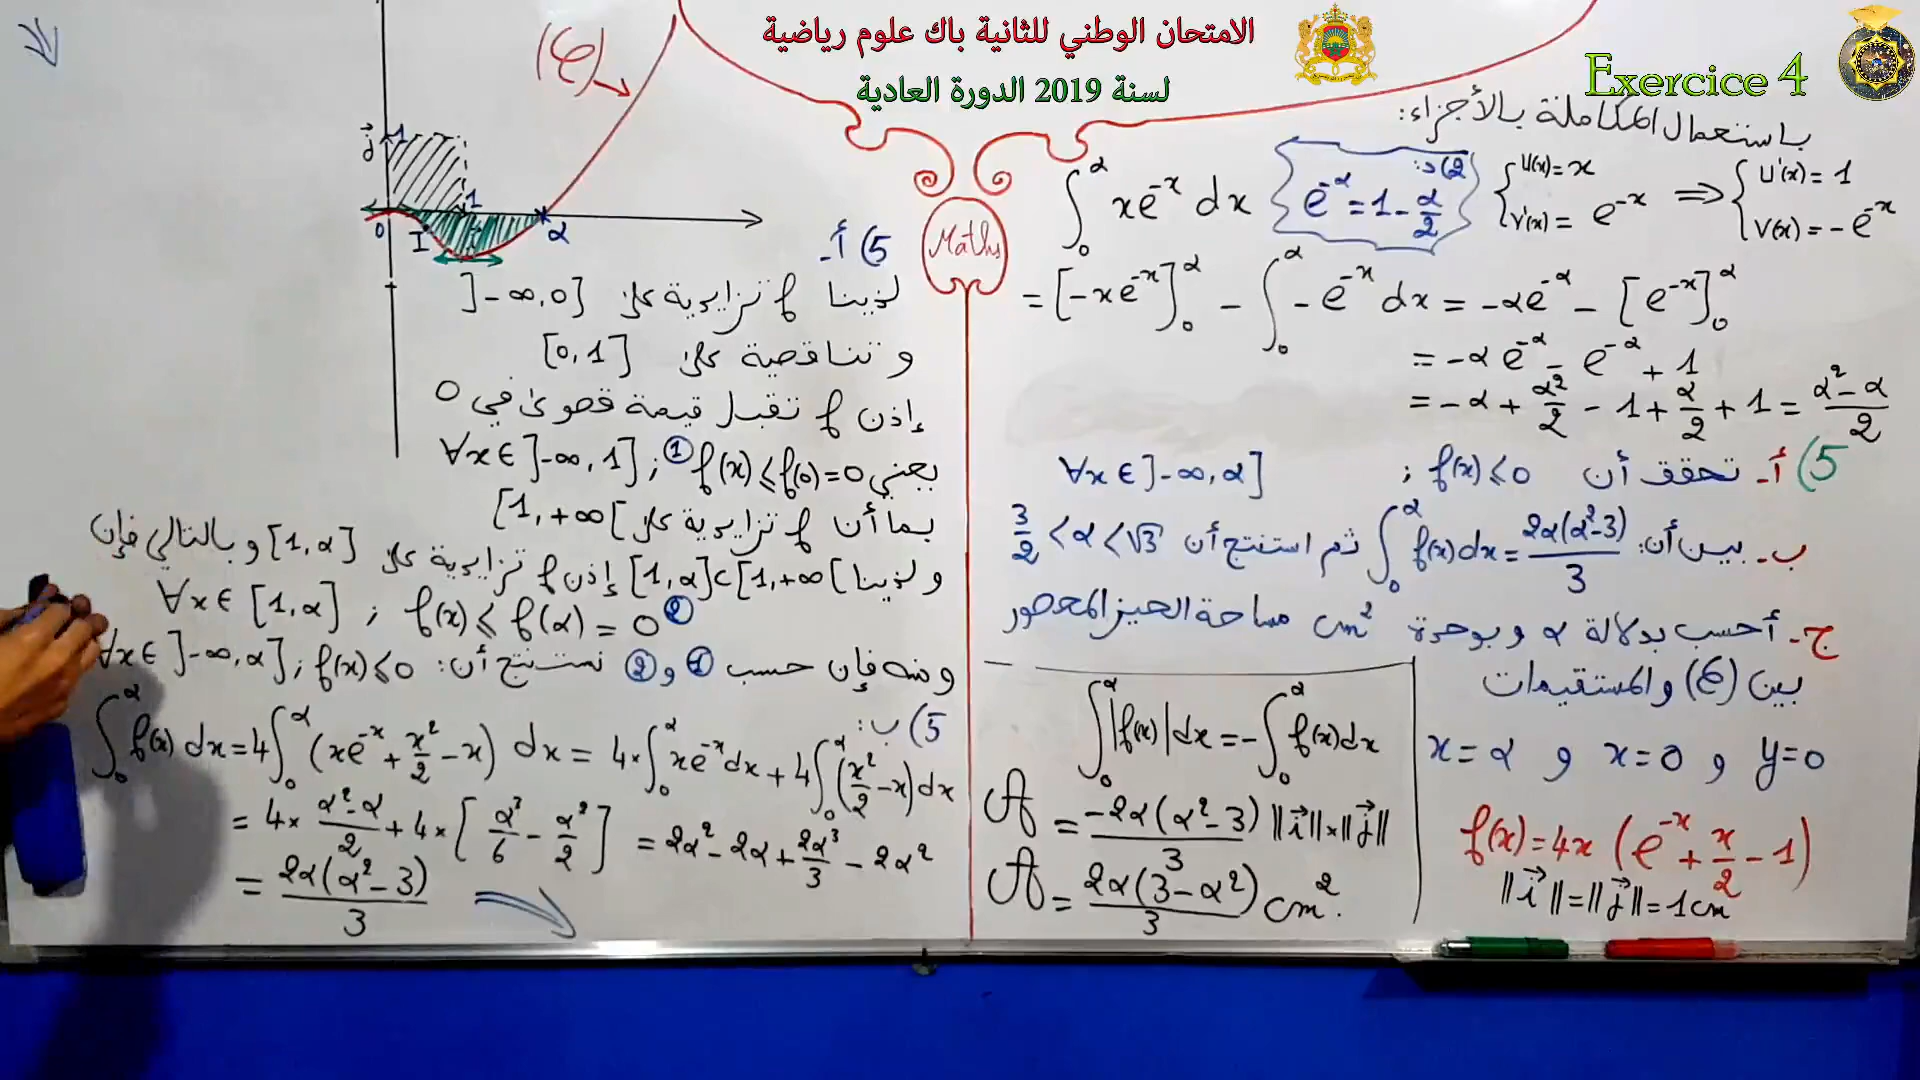 الامتحان الوطني للثانية باك علوم رياضية
لسنة 2019 الدورة العادية
Exercice 4
Maths
باستعمال المكاملة بالأجزاء:
∫₀^α xe^{-x} dx
2) د:
e^{-α} = 1 - α/2
{ U(x) = x ⟹ { U'(x) = 1
{ V'(x) = e^{-x} { V(x) = -e^{-x}
= [-xe^{-x}]₀^α - ∫₀^α -e^{-x} dx = -αe^{-α} - [e^{-x}]₀^α
= -αe^{-α} - e^{-α} + 1
= -α + α²/2 - 1 + α/2 + 1 = (α² - α)/2
5) أ- تحقق أن f(x) ≤ 0 ; ∀x ∈ ]-∞, α]
ب- بين أن: ∫₀^α f(x)dx = 2α(α²-3)/3 ثم استنتج أن 3/2 < α < √3
ج- أحسب بدلالة α وبوحدة cm² مساحة الحيز المحصور
بين (C) والمستقيمات
y=0 و x=0 و x=α
f(x) = 4x (e^{-x} + x/2 - 1)
||i|| = ||j|| = 1cm
∫₀^α |f(x)| dx = -∫₀^α f(x)dx
A = -2α(α²-3)/3 ||i|| × ||j||
A = 2α(3-α²)/3 cm².
(C)
j 1
0 I 1 i α
5) أ-
لدينا f تزايدية على ]-∞, 0]
و تناقصية على [0, 1]
إذن f تقبل قيمة قصوى في 0
يعني f(x) ≤ f(0) = 0 ① ; ∀x ∈ ]-∞, 1]
بما أن f تزايدية على [1, +∞[
و لدينا [1, α] ⊂ [1, +∞[ إذن f تزايدية على [1, α] و بالتالي فإن
∀x ∈ [1, α] ; f(x) ≤ f(α) = 0 ②
ومنه فإن حسب ① و ② نستنتج أن: ∀x ∈ ]-∞, α] ; f(x) ≤ 0
5) ب:
∫₀^α f(x) dx = 4∫₀^α (xe^{-x} + x²/2 - x) dx = 4×∫₀^α xe^{-x}dx + 4∫₀^α (x²/2 - x)dx
= 4× (α²-α)/2 + 4×[α³/6 - α²/2] = 2α² - 2α + 2α³/3 - 2α²
= 2α(α²-3)/3